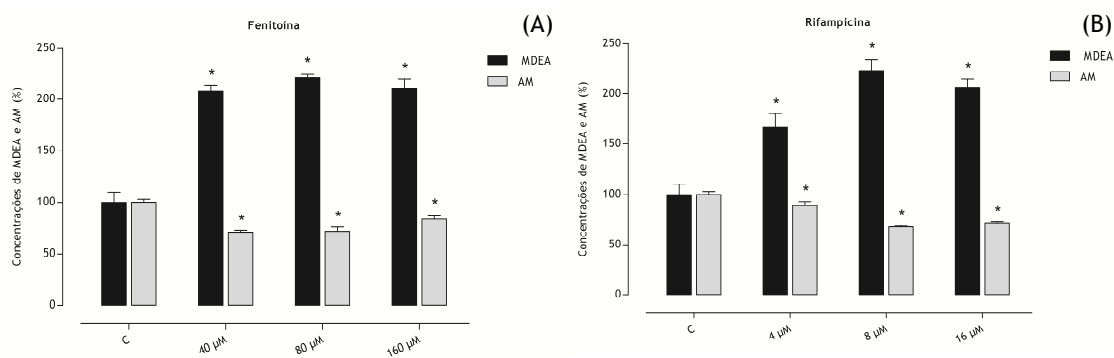 Fenitoína
(A)
MDEA
AM
Concentrações de MDEA e AM (%)
250
200
150
100
50
0
*
*
*
*
*
*
C
40 µM
80 µM
160 µM
Rifampicina
(B)
MDEA
AM
Concentrações de MDEA e AM (%)
250
200
150
100
50
0
*
*
*
*
*
*
C
4 µM
8 µM
16 µM